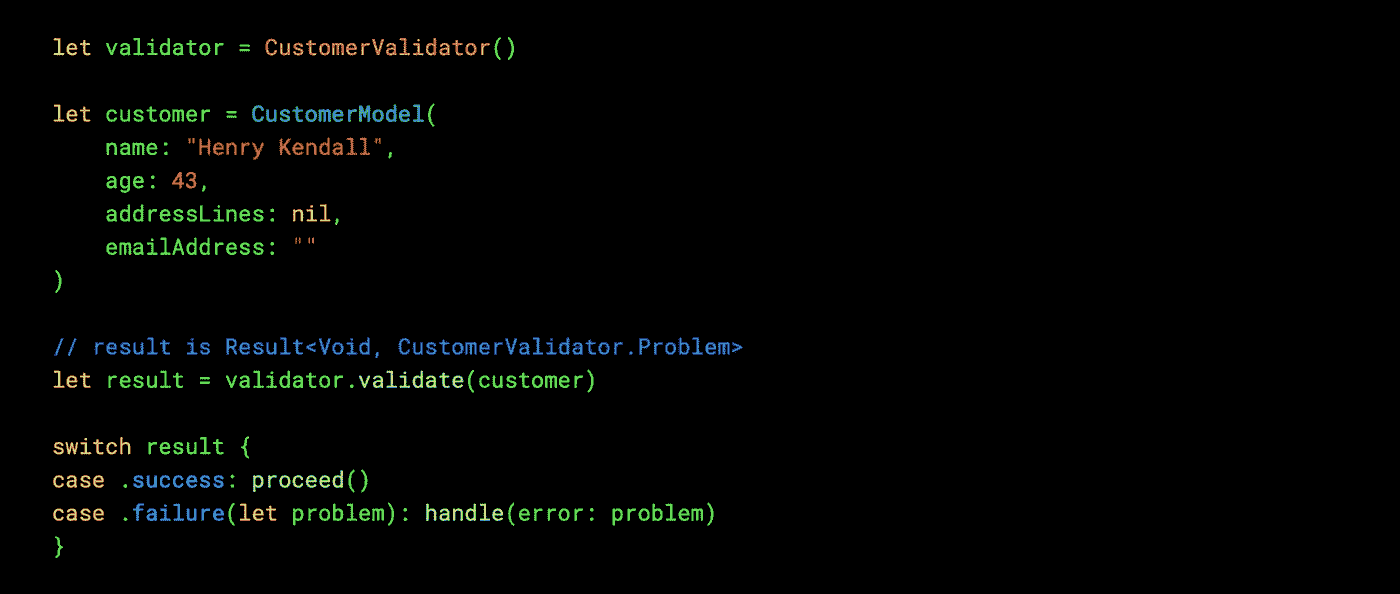 let validator = CustomerValidator()
let customer = CustomerModel(
    name: "Henry Kendall",
    age: 43,
    addressLines: nil,
    emailAddress: ""
)
// result is Result<Void, CustomerValidator.Problem>
let result = validator.validate(customer)
switch result {
case .success: proceed()
case .failure(let problem): handle(error: problem)
}